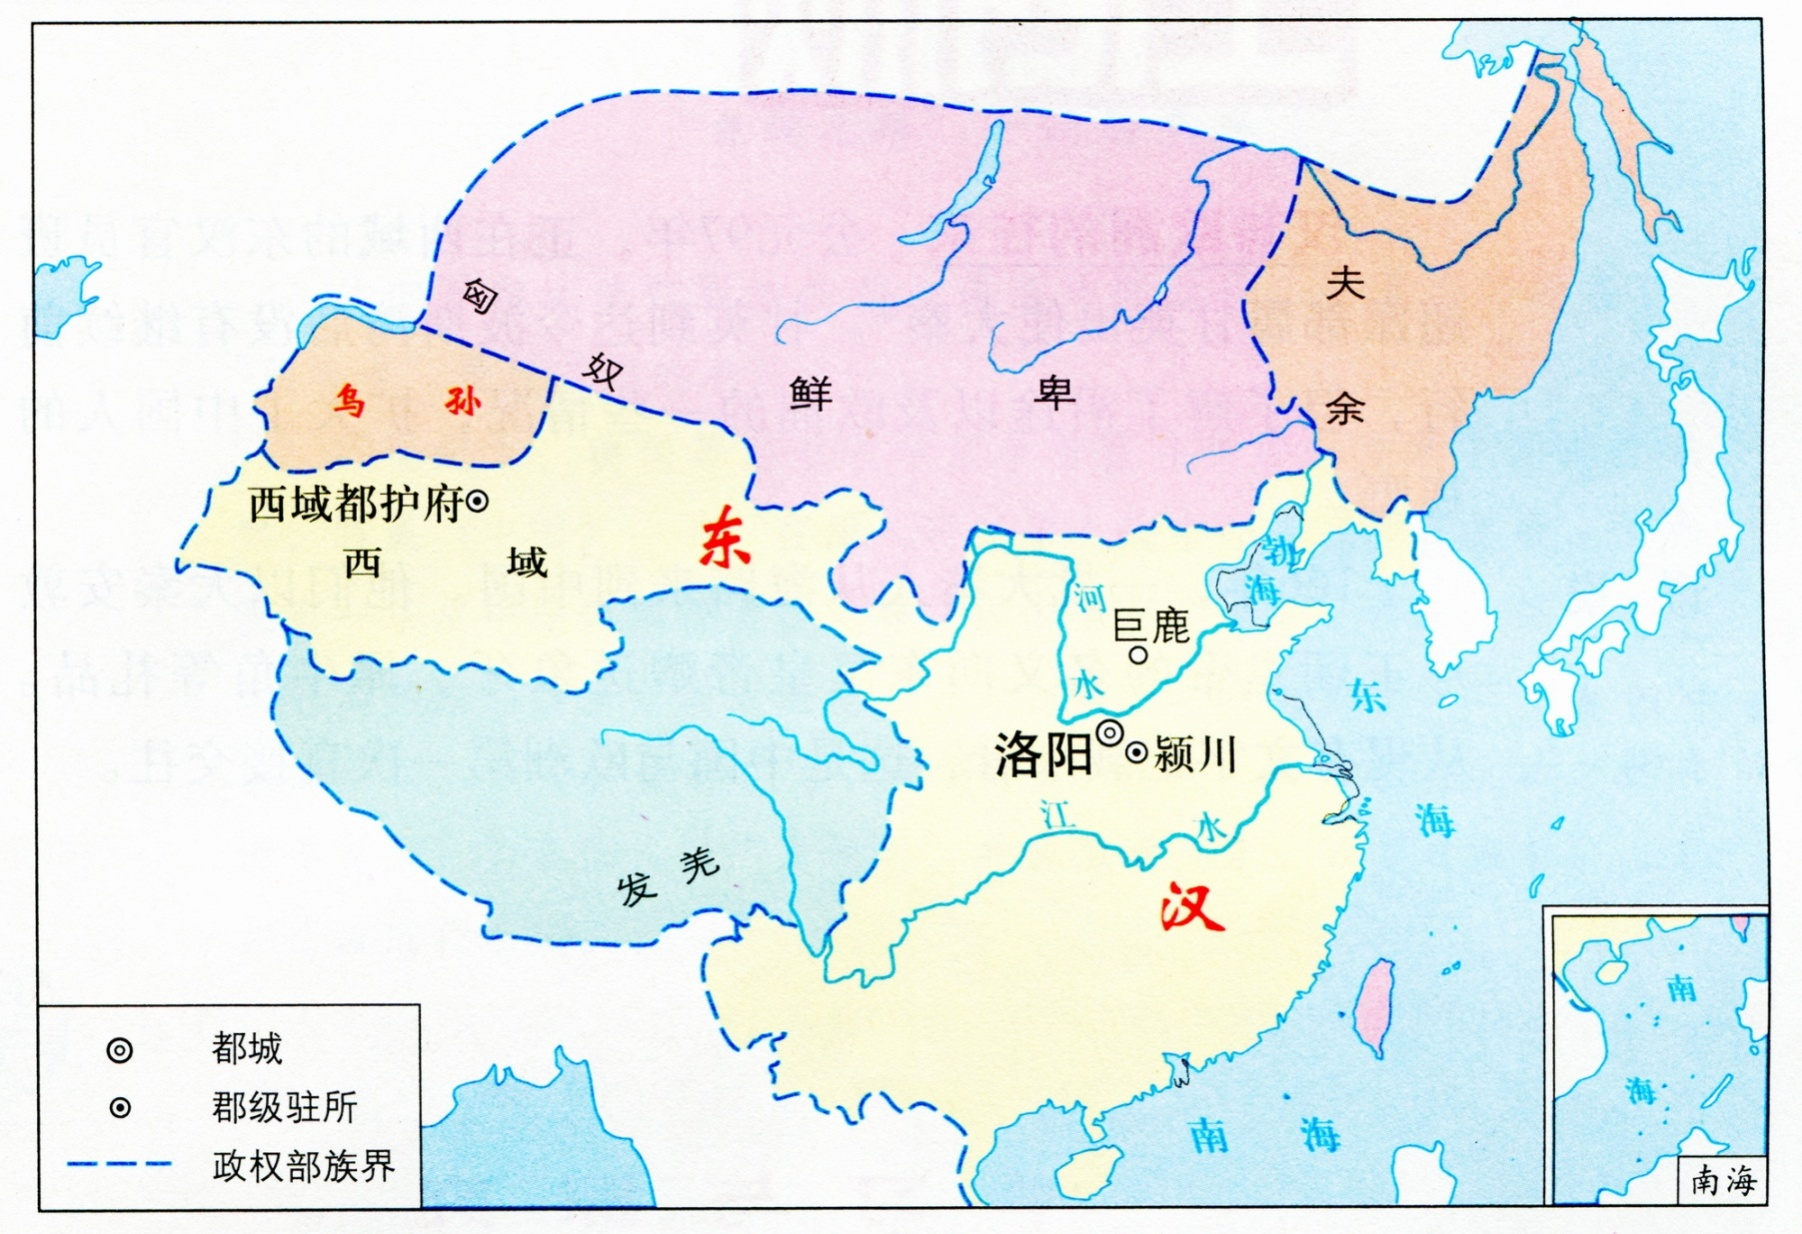 匈奴
鲜卑
夫余
乌孙
西域都护府
西域
东汉
勃海
河水
巨鹿
洛阳
颍川
江水
发羌
东海
南海
都城
郡级驻所
政权部族界
南海
南海